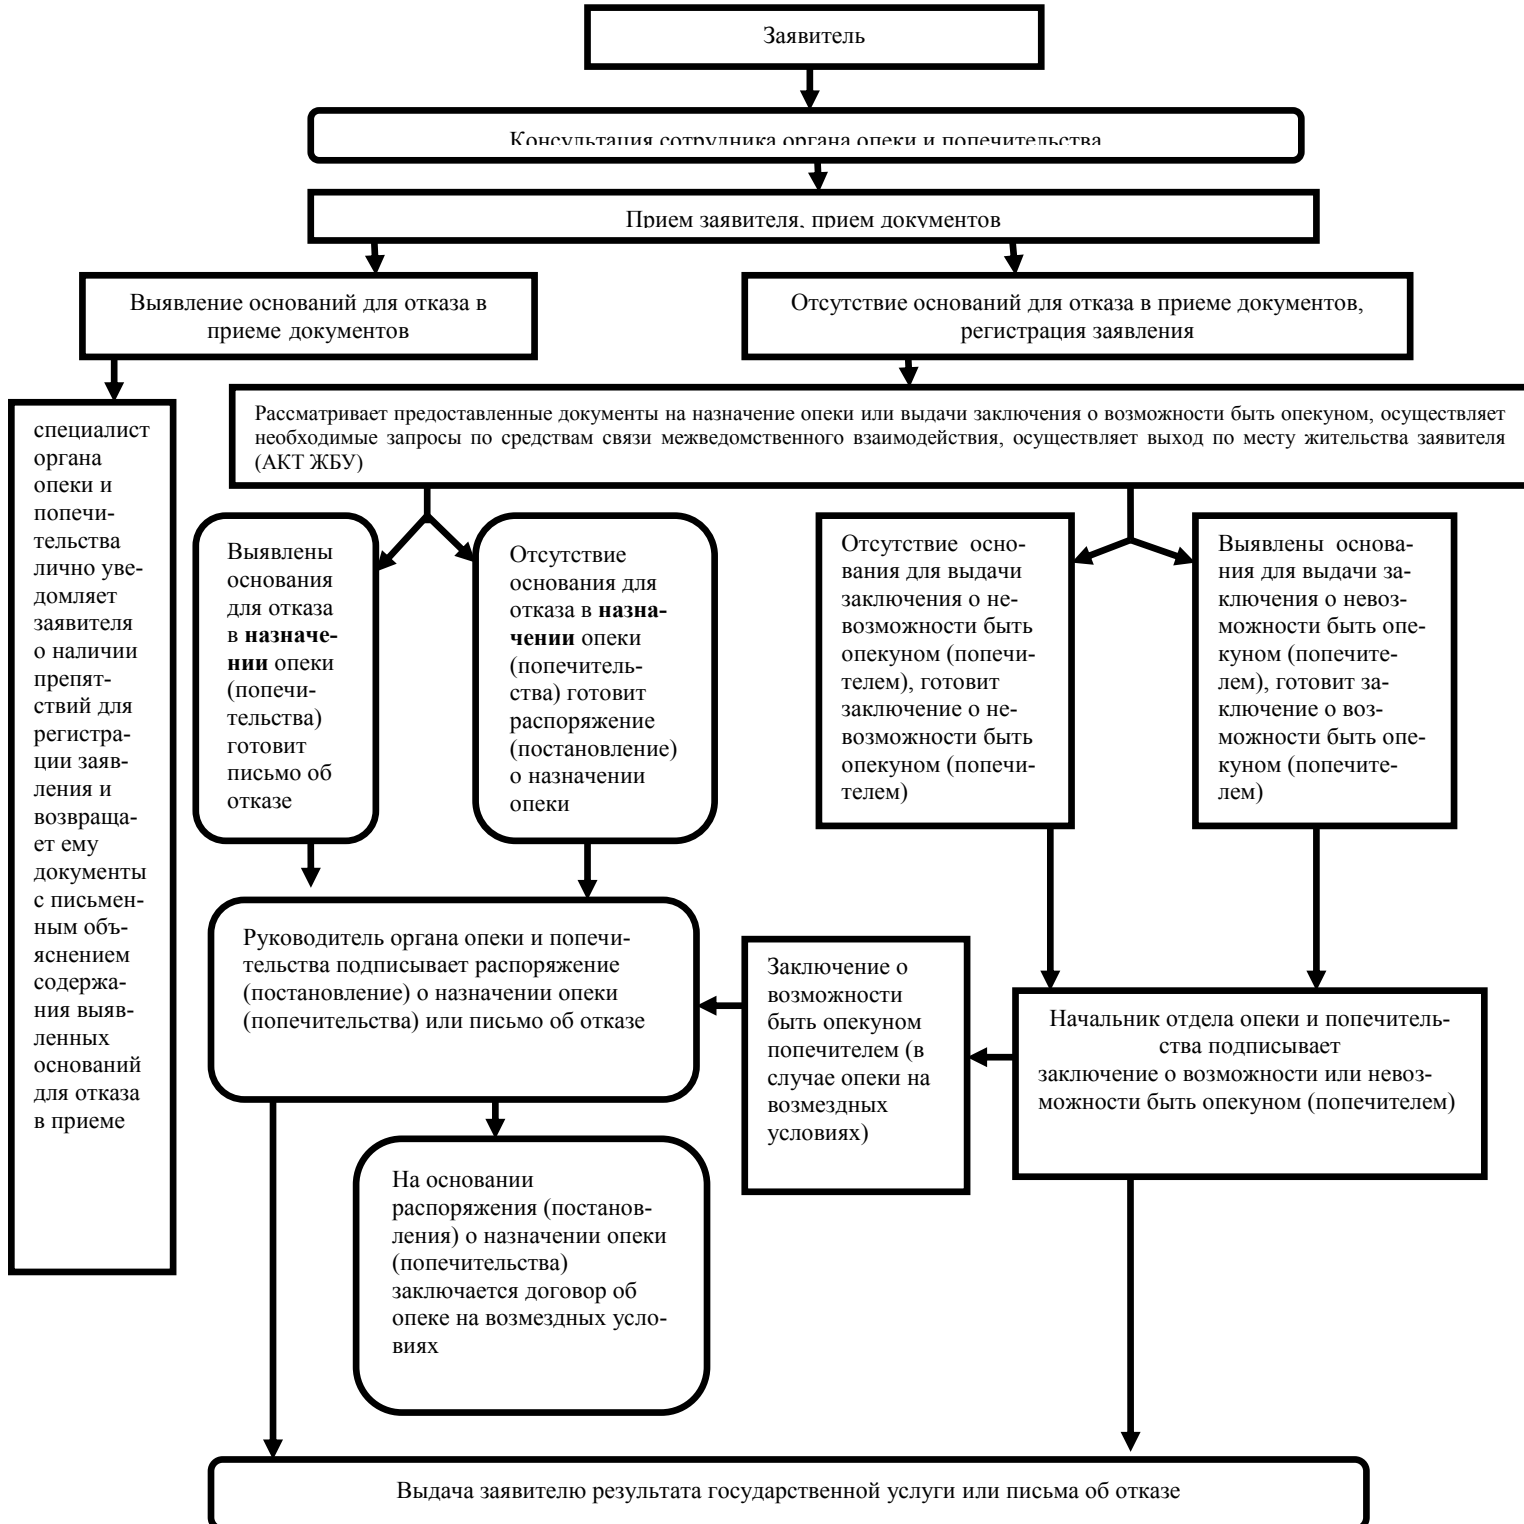 Заявитель
Консультация сотрудника органа опеки и попечительства
Прием заявителя, прием документов
Выявление оснований для отказа в
приеме документов
Отсутствие оснований для отказа в приеме документов,
регистрация заявления
Рассматривает предоставленные документы на назначение опеки или выдачи заключения о возможности быть опекуном, осуществляет
необходимые запросы по средствам связи межведомственного взаимодействия, осуществляет выход по месту жительства заявителя
(АКТ ЖБУ)
специалист
органа
опеки и
попечи-
тельства
лично уве-
домляет
заявителя
о наличии
препят-
ствий для
регистра-
ции заяв-
ления и
возвраща-
ет ему
документы
с письмен-
ным объ-
яснением
содержа-
ния выяв-
ленных
оснований
для отказа
в приеме
Выявлены
основания
для отказа
в назначе-
нии опеки
(попечи-
тельства)
готовит
письмо об
отказе
Отсутствие
основания для
отказа в назна-
чении опеки
(попечитель-
ства) готовит
распоряжение
(постановление)
о назначении
опеки
Отсутствие осно-
вания для выдачи
заключения о не-
возможности быть
опекуном (попечи-
телем), готовит
заключение о не-
возможности быть
опекуном (попечи-
телем)
Выявлены основа-
ния для выдачи за-
ключения о невоз-
можности быть опе-
куном (попечите-
лем), готовит за-
ключение о воз-
можности быть опе-
куном (попечите-
лем)
Руководитель органа опеки и попечи-
тельства подписывает распоряжение
(постановление) о назначении опеки
(попечительства) или письмо об отказе
Заключение о
возможности
быть опекуном
попечителем (в
случае опеки на
возмездных
условиях)
Начальник отдела опеки и попечитель-
ства подписывает
заключение о возможности или невоз-
можности быть опекуном (попечителем)
На основании
распоряжения (постанов-
ления) о назначении опеки
(попечительства)
заключается договор об
опеке на возмездных усло-
виях
Выдача заявителю результата государственной услуги или письма об отказе